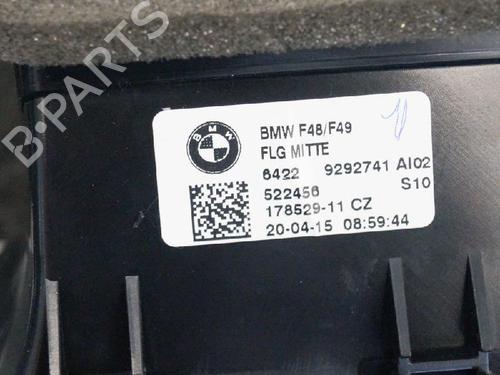 BMW F48/F49
FLG MITTE
6422 9292741 AI02
522456 S10
178529-11 CZ
20-04-15 08:59:44
B-PARTS